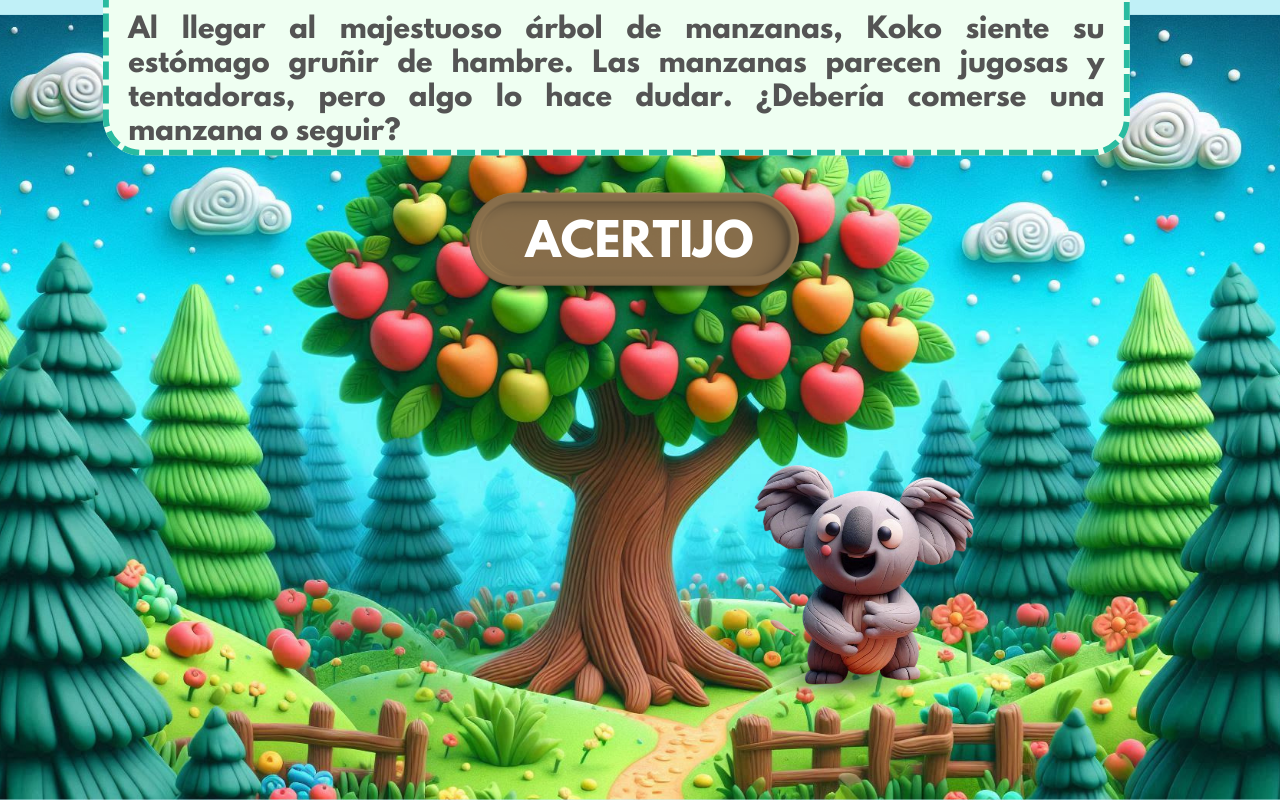 Al llegar al majestuoso árbol de manzanas, Koko siente su
estómago gruñir de hambre. Las manzanas parecen jugosas y
tentadoras, pero algo lo hace dudar. ¿Debería comerse una
manzana o seguir?
ACERTIJO